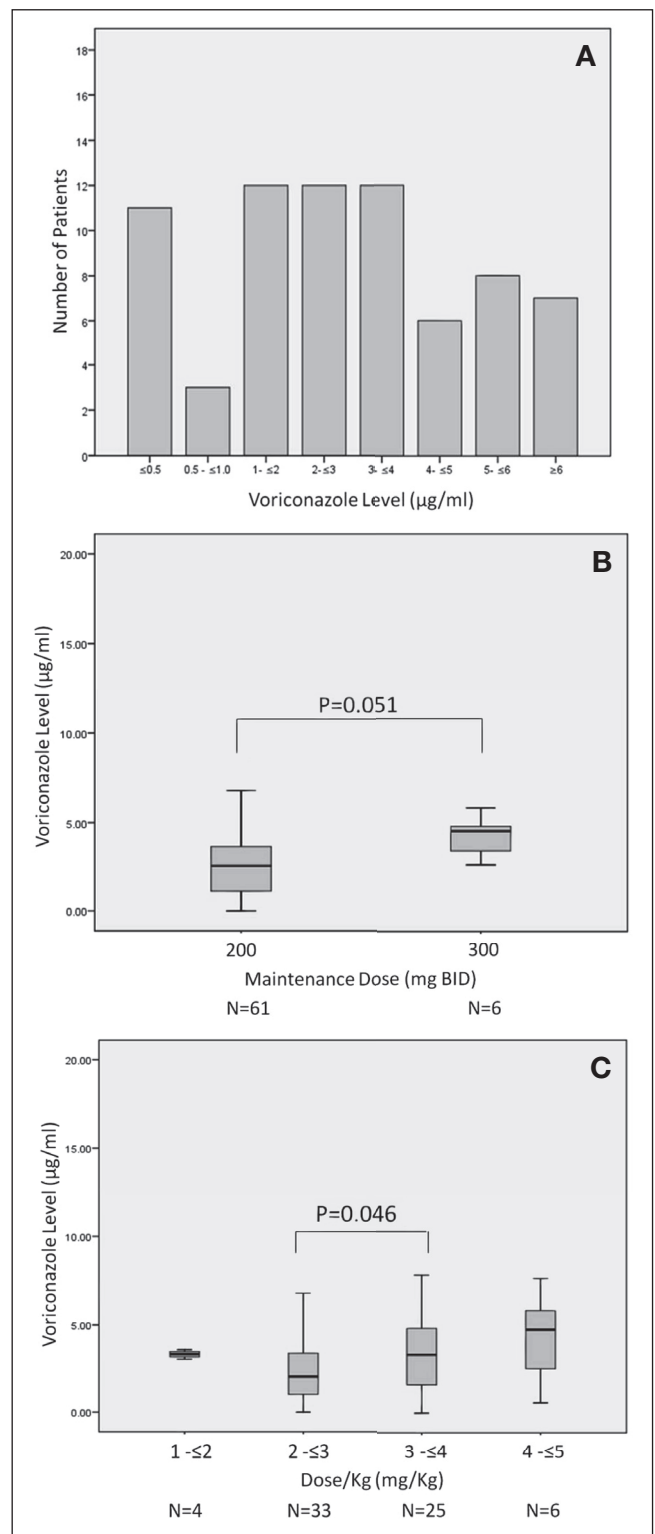 A
18
16
14
12
10
8
6
4
2
0
Number of Patients
≤0.5 0.5 - ≤1.0 1- ≤2 2-≤3 3- ≤4 4- ≤5 5- ≤6 ≥6
Voriconazole Level (µg/ml)
B
20.00
15.00
10.00
5.00
0.00
Voriconazole Level (µg/ml)
P=0.051
200 300
Maintenance Dose (mg BID)
N=61 N=6
C
20.00
15.00
10.00
5.00
0.00
Voriconazole Level (µg/ml)
P=0.046
1 -≤2 2 -≤3 3 -≤4 4 -≤5
Dose/Kg (mg/Kg)
N=4 N=33 N=25 N=6